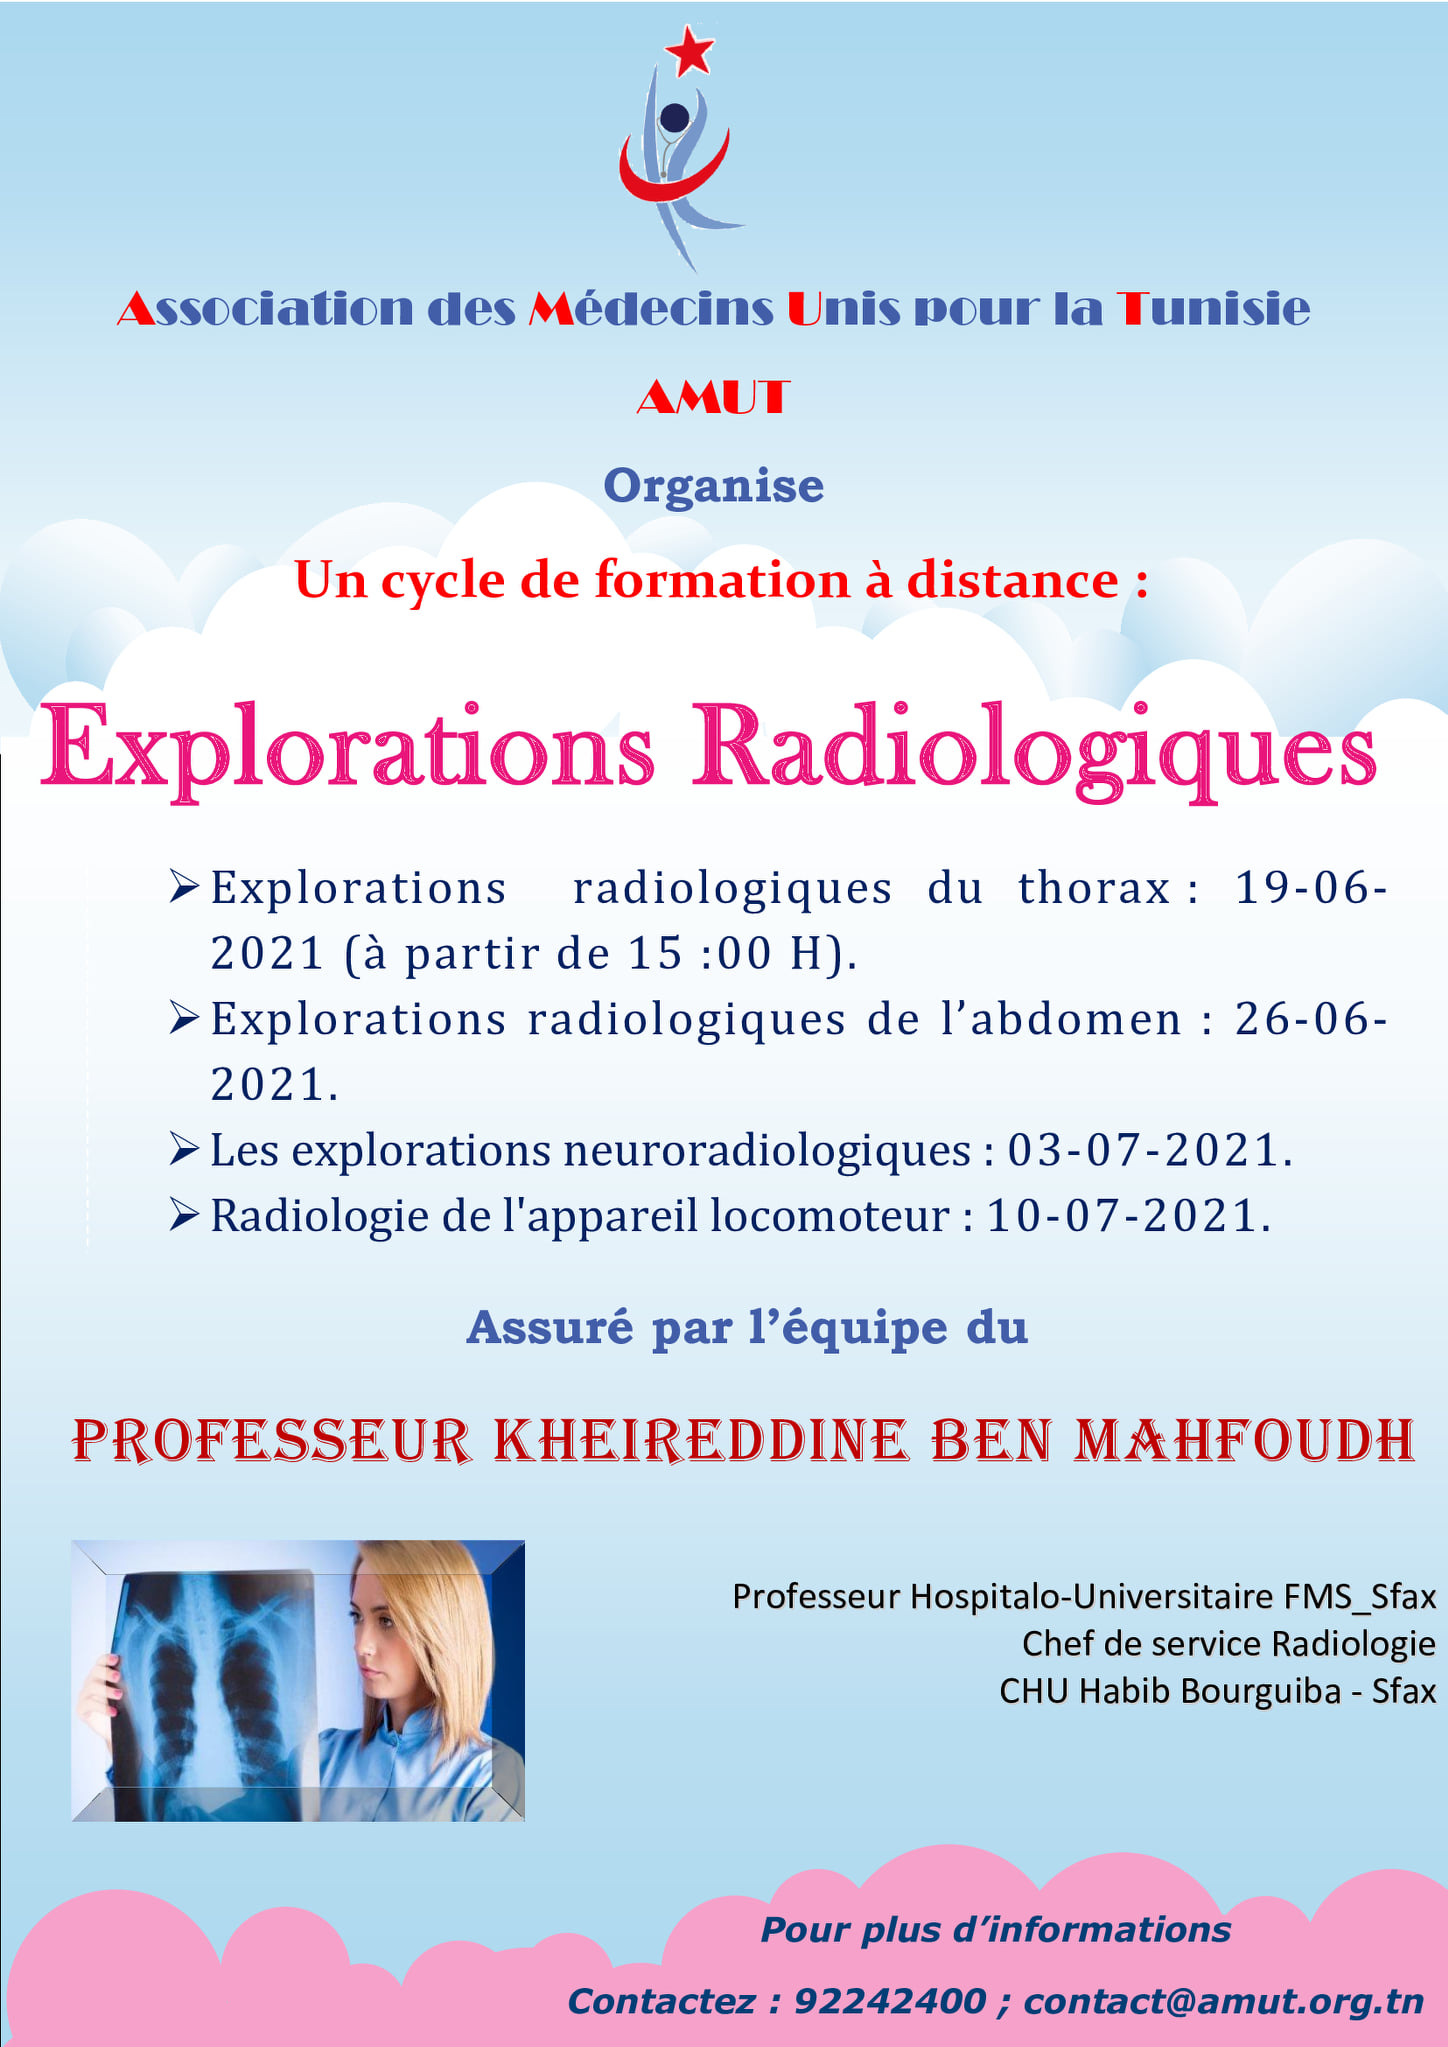 Association des Médecins Unis pour la Tunisie
AMUT
Organise
Un cycle de formation à distance :
Explorations Radiologiques
➢ Explorations radiologiques du thorax : 19-06-
2021 (à partir de 15 :00 H).
➢ Explorations radiologiques de l’abdomen : 26-06-
2021.
➢ Les explorations neuroradiologiques : 03-07-2021.
➢ Radiologie de l'appareil locomoteur : 10-07-2021.
Assuré par l’équipe du
PROFESSEUR KHEIREDDINE BEN MAHFOUDH
Professeur Hospitalo-Universitaire FMS_Sfax
Chef de service Radiologie
CHU Habib Bourguiba - Sfax
Pour plus d’informations
Contactez : 92242400 ; contact@amut.org.tn